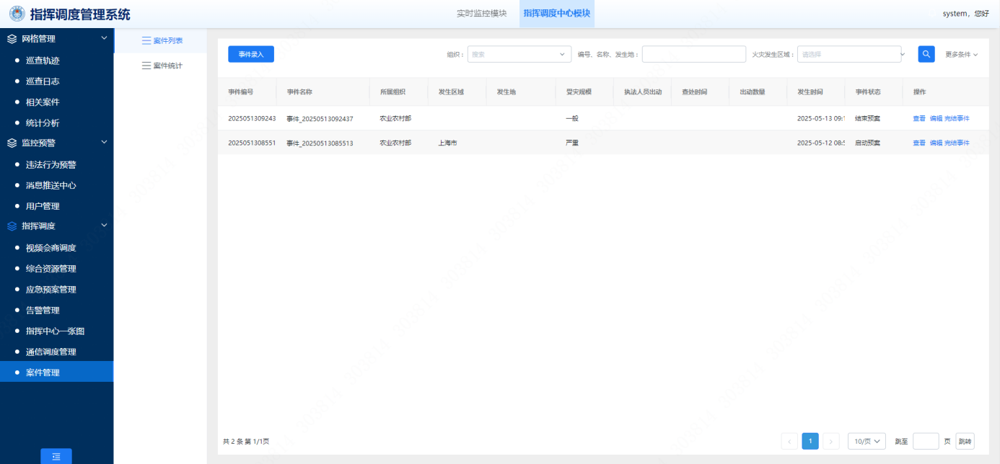 指挥调度管理系统
实时监控模块
指挥调度中心模块
system，您好
网格管理
巡查轨迹
巡查日志
相关案件
统计分析
监控预警
违法行为预警
消息推送中心
用户管理
指挥调度
视频会商调度
综合资源管理
应急预案管理
告警管理
指挥中心一张图
通信调度管理
案件管理
案件列表
案件统计
事件录入 组织： 搜索 编号、名称、发生地： 火灾发生区域： 请选择 更多条件
事件编号 事件名称 所属组织 发生区域 发生地 受灾规模 执法人员出动 查处时间 出动数量 发生时间 事件状态 操作
2025051309243 事件_20250513092437 农业农村部 一般 2025-05-13 09:1 结束预案 查看 编辑 完结事件
2025051308551 事件_20250513085513 农业农村部 上海市 严重 2025-05-12 08:5 启动预案 查看 编辑 完结事件
共 2 条 第 1/1页 1 10/页 跳至 页 跳转
303814 303814 303814 303814